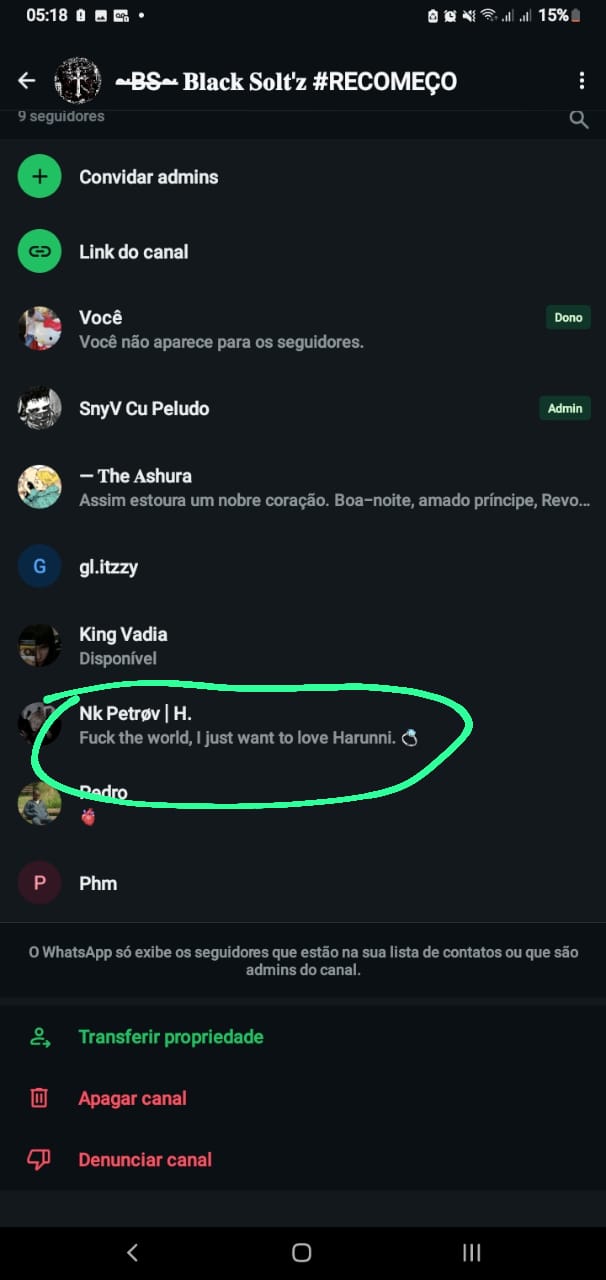 05:18
15%
~BS~ Black Solt'z #RECOMEÇO
9 seguidores
Convidar admins
Link do canal
Você
Dono
Você não aparece para os seguidores.
SnyV Cu Peludo
Admin
— The Ashura
Assim estoura um nobre coração. Boa-noite, amado príncipe, Revo...
G
gl.itzzy
King Vadia
Disponível
Nk Petrøv | H.
Fuck the world, I just want to love Harunni. 💍
Pedro
🫀
P
Phm
O WhatsApp só exibe os seguidores que estão na sua lista de contatos ou que são
admins do canal.
Transferir propriedade
Apagar canal
Denunciar canal